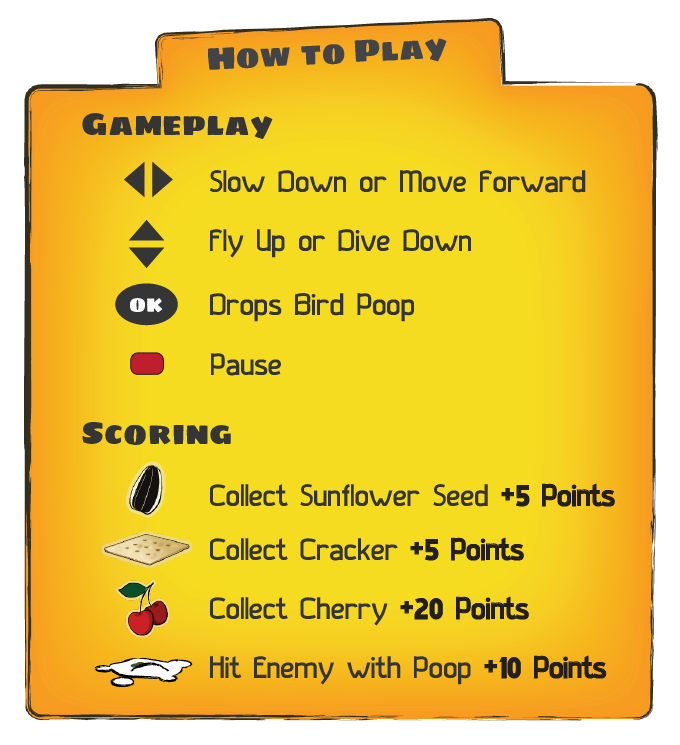 How to Play
Gameplay
Slow Down or Move Forward
Fly Up or Dive Down
OK Drops Bird Poop
Pause
Scoring
Collect Sunflower Seed +5 Points
Collect Cracker +5 Points
Collect Cherry +20 Points
Hit Enemy with Poop +10 Points